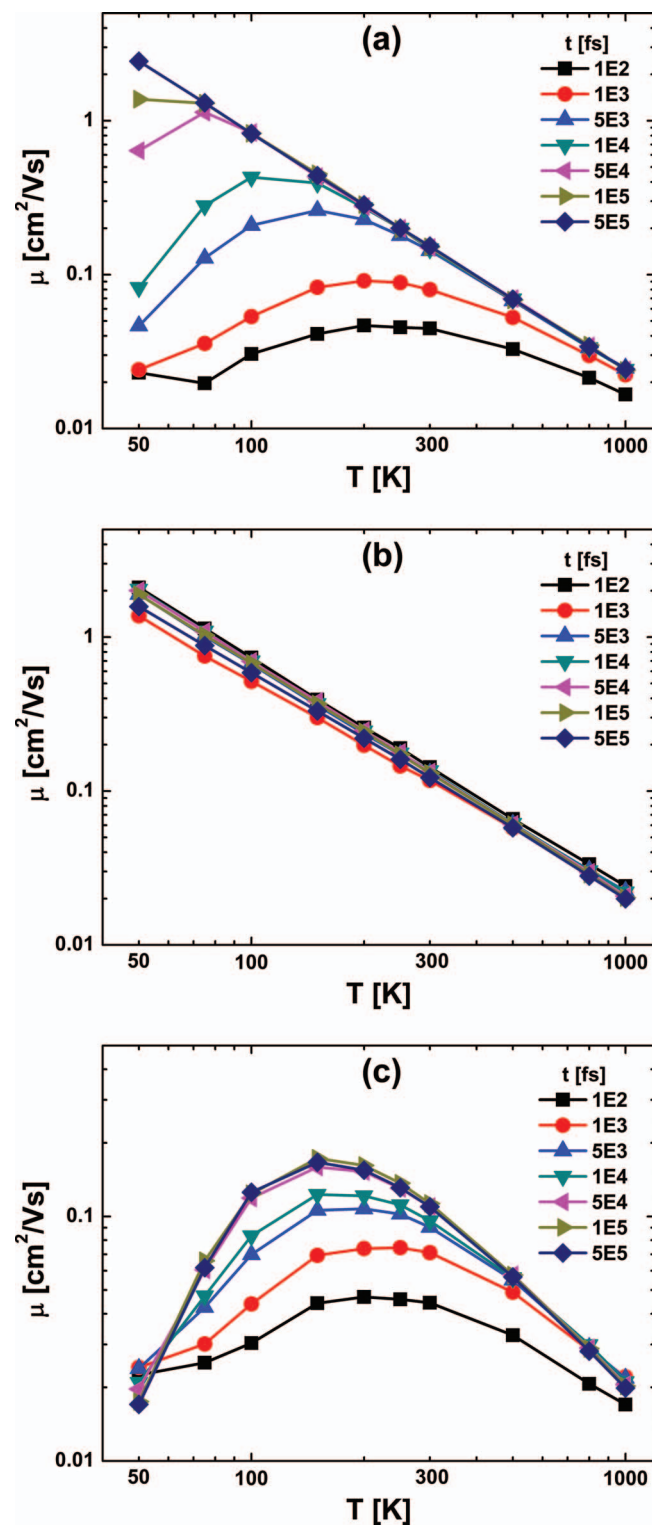 (a)
t [fs]
1E2
1E3
5E3
1E4
5E4
1E5
5E5
1
0.1
0.01
μ [cm²/Vs]
50
100
300
1000
T [K]
(b)
t [fs]
1E2
1E3
5E3
1E4
5E4
1E5
5E5
1
0.1
0.01
μ [cm²/Vs]
50
100
300
1000
T [K]
(c)
t [fs]
1E2
1E3
5E3
1E4
5E4
1E5
5E5
0.1
0.01
μ [cm²/Vs]
50
100
300
1000
T [K]